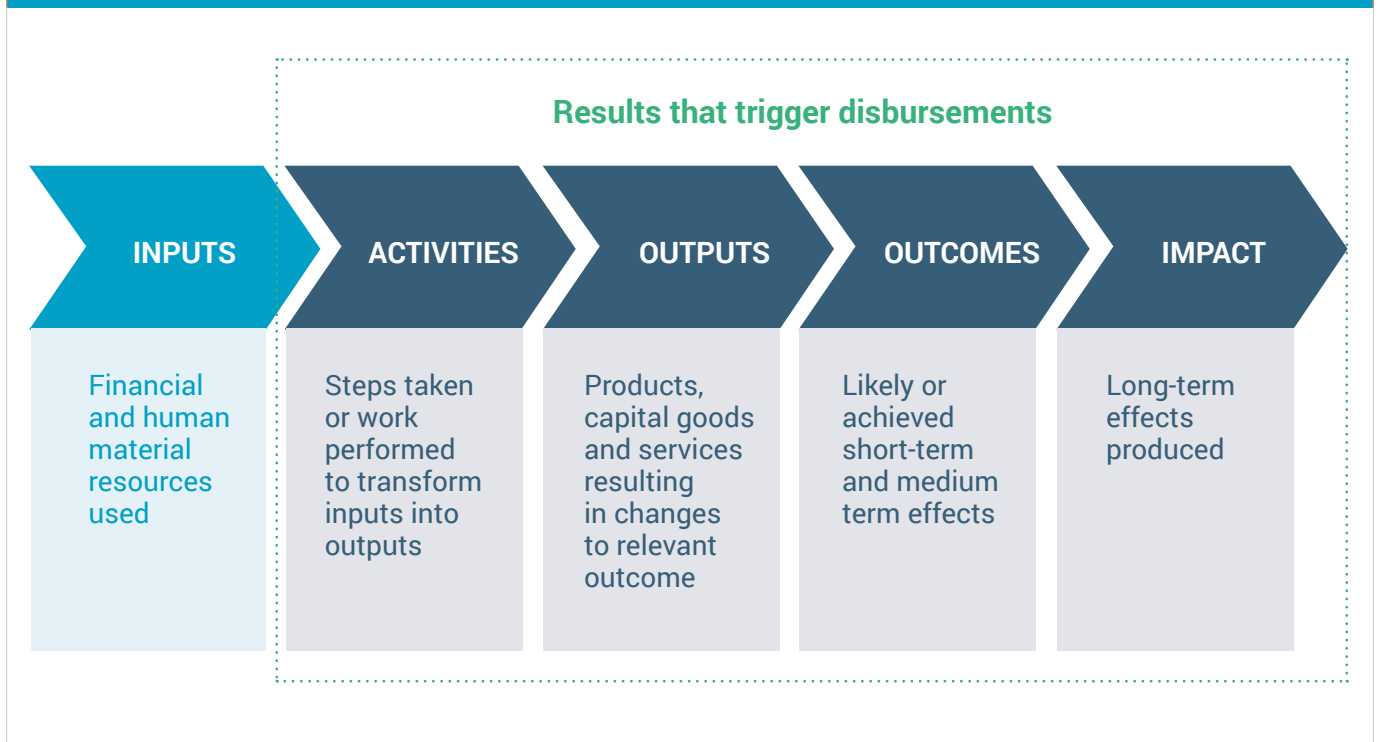 Results that trigger disbursements
INPUTS
ACTIVITIES
OUTPUTS
OUTCOMES
IMPACT
Financial
and human
material
resources
used
Steps taken
or work
performed
to transform
inputs into
outputs
Products,
capital goods
and services
resulting
in changes
to relevant
outcome
Likely or
achieved
short-term
and medium
term effects
Long-term
effects
produced